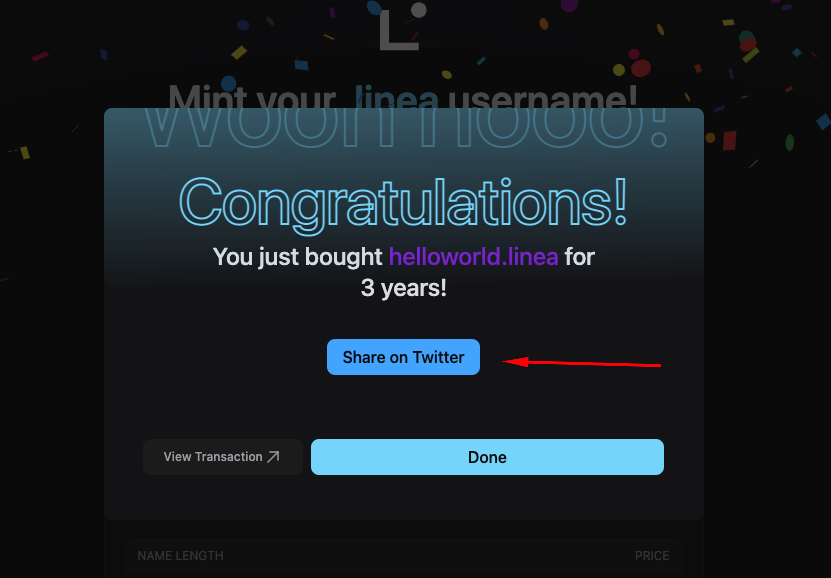 Mint your linea username!
Woohhooo!
Congratulations!
You just bought helloworld.linea for
3 years!
Share on Twitter
View Transaction
Done
NAME LENGTH PRICE